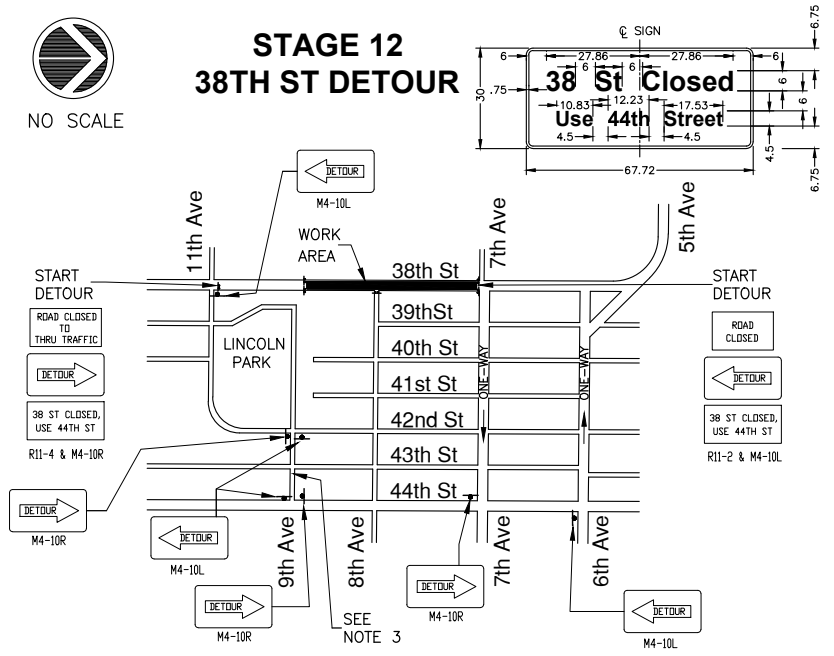 STAGE 12
38TH ST DETOUR
NO SCALE
℄ SIGN
6 27.86 27.86 6
6 6
6.75
.75
30
38 St Closed
6
10.83 12.23 17.53
6
Use 44th Street
4.5 4.5
4.5
6.75
67.72
DETOUR
M4-10L
11th Ave
WORK
AREA
7th Ave
5th Ave
START
DETOUR
38th St
START
DETOUR
ROAD CLOSED
TO
THRU TRAFFIC
39thSt
ROAD
CLOSED
LINCOLN
PARK
40th St
ONE-WAY
ONE-WAY
DETOUR
41st St
DETOUR
38 ST CLOSED,
USE 44TH ST
42nd St
38 ST CLOSED,
USE 44TH ST
R11-4 & M4-10R
43th St
R11-2 & M4-10L
44th St
DETOUR
M4-10R
DETOUR
M4-10L
9th Ave
8th Ave
7th Ave
6th Ave
DETOUR
M4-10R
SEE
NOTE 3
DETOUR
M4-10R
DETOUR
M4-10L